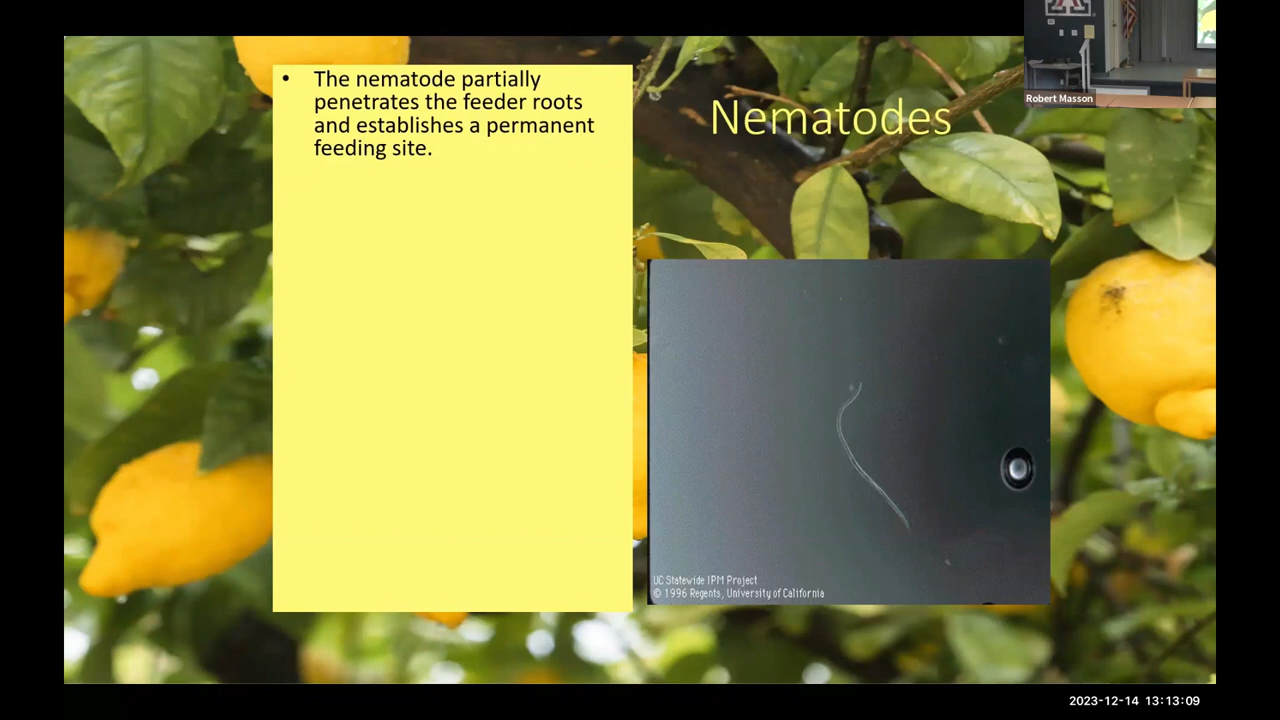 • The nematode partially
penetrates the feeder roots
and establishes a permanent
feeding site.
Nematodes
Robert Masson
UC Statewide IPM Project
© 1996 Regents, University of California
2023-12-14 13:13:09